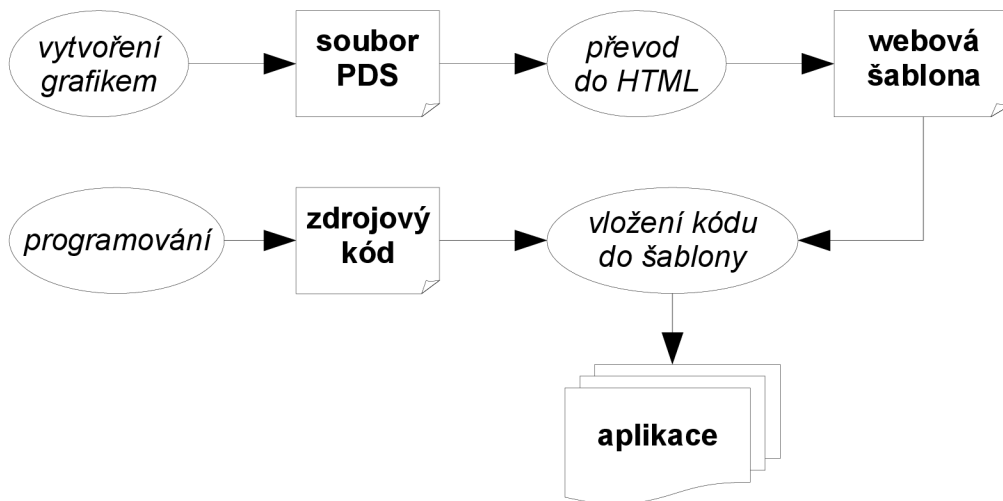 vytvoření
grafikem
soubor
PDS
převod
do HTML
webová
šablona
programování
zdrojový
kód
vložení kódu
do šablony
aplikace